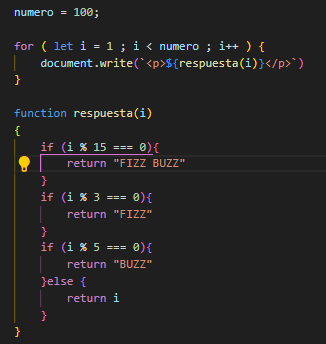 numero = 100;
for ( let i = 1 ; i < numero ; i++ ) {
document.write(`<p>${respuesta(i)}</p>`)
}
function respuesta(i)
{
if (i % 15 === 0){
return "FIZZ BUZZ"
}
if (i % 3 === 0){
return "FIZZ"
}
if (i % 5 === 0){
return "BUZZ"
}else {
return i
}
}